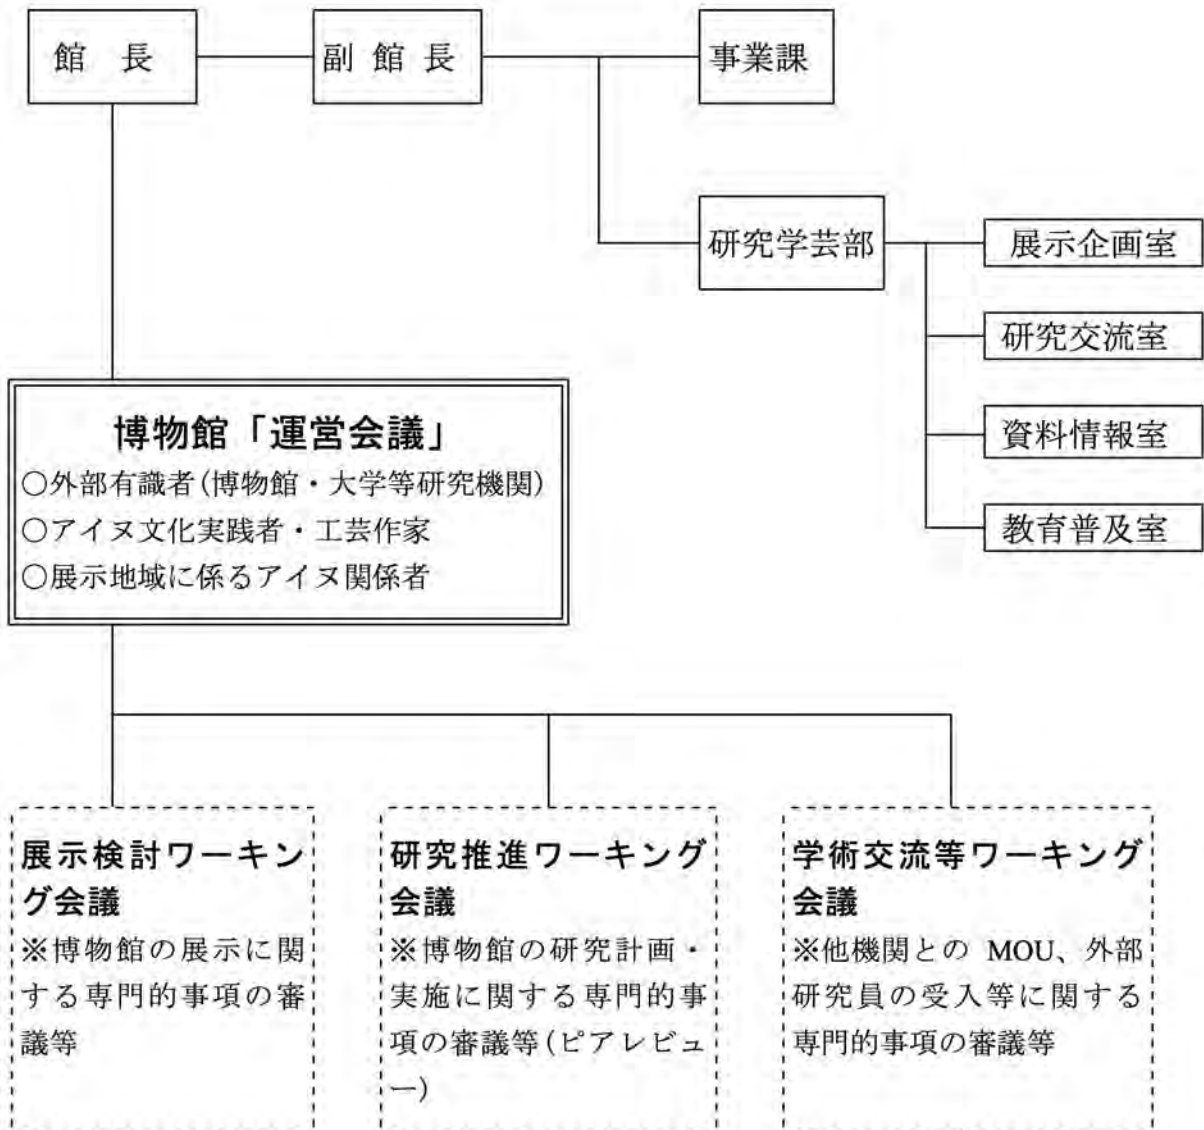 館 長
副 館 長
事業課
研究学芸部
展示企画室
研究交流室
資料情報室
教育普及室
博物館「運営会議」
○外部有識者(博物館・大学等研究機関)
○アイヌ文化実践者・工芸作家
○展示地域に係るアイヌ関係者
展示検討ワーキン
グ会議
※博物館の展示に関
する専門的事項の審
議等
研究推進ワーキング
会議
※博物館の研究計画・
実施に関する専門的事
項の審議等(ピアレビュ
ー)
学術交流等ワーキング
会議
※他機関との MOU、外部
研究員の受入等に関する
専門的事項の審議等